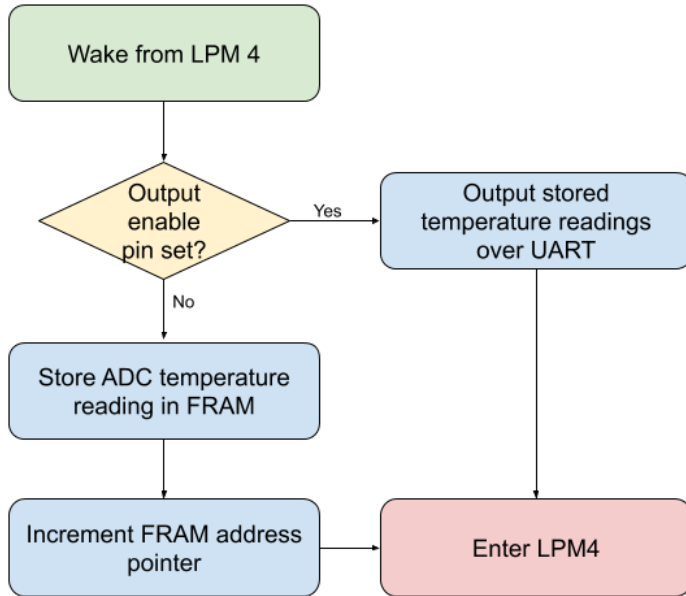 Wake from LPM 4
Output
enable
pin set?
Yes
Output stored
temperature readings
over UART
No
Store ADC temperature
reading in FRAM
Increment FRAM address
pointer
Enter LPM4